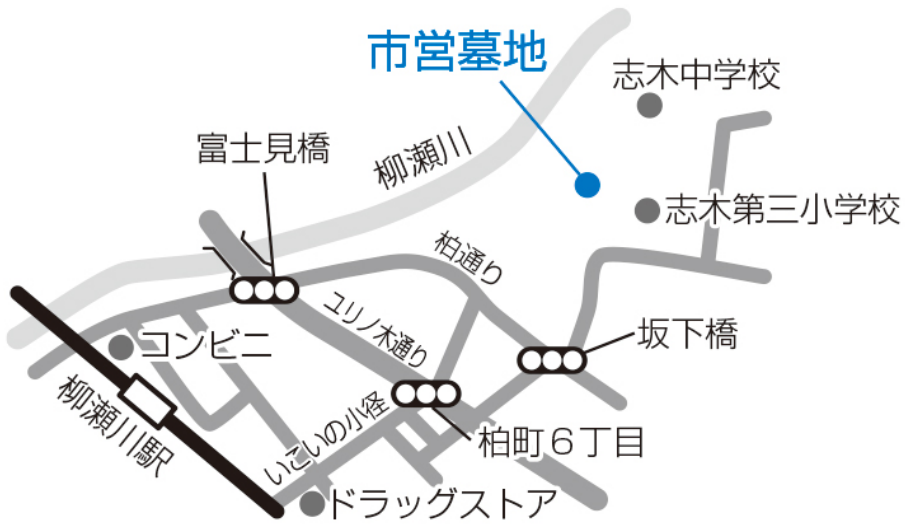 市営墓地
志木中学校
富士見橋
柳瀬川
志木第三小学校
柏通り
ユリノ木通り
坂下橋
コンビニ
柳瀬川駅
いこいの小径
柏町６丁目
ドラッグストア